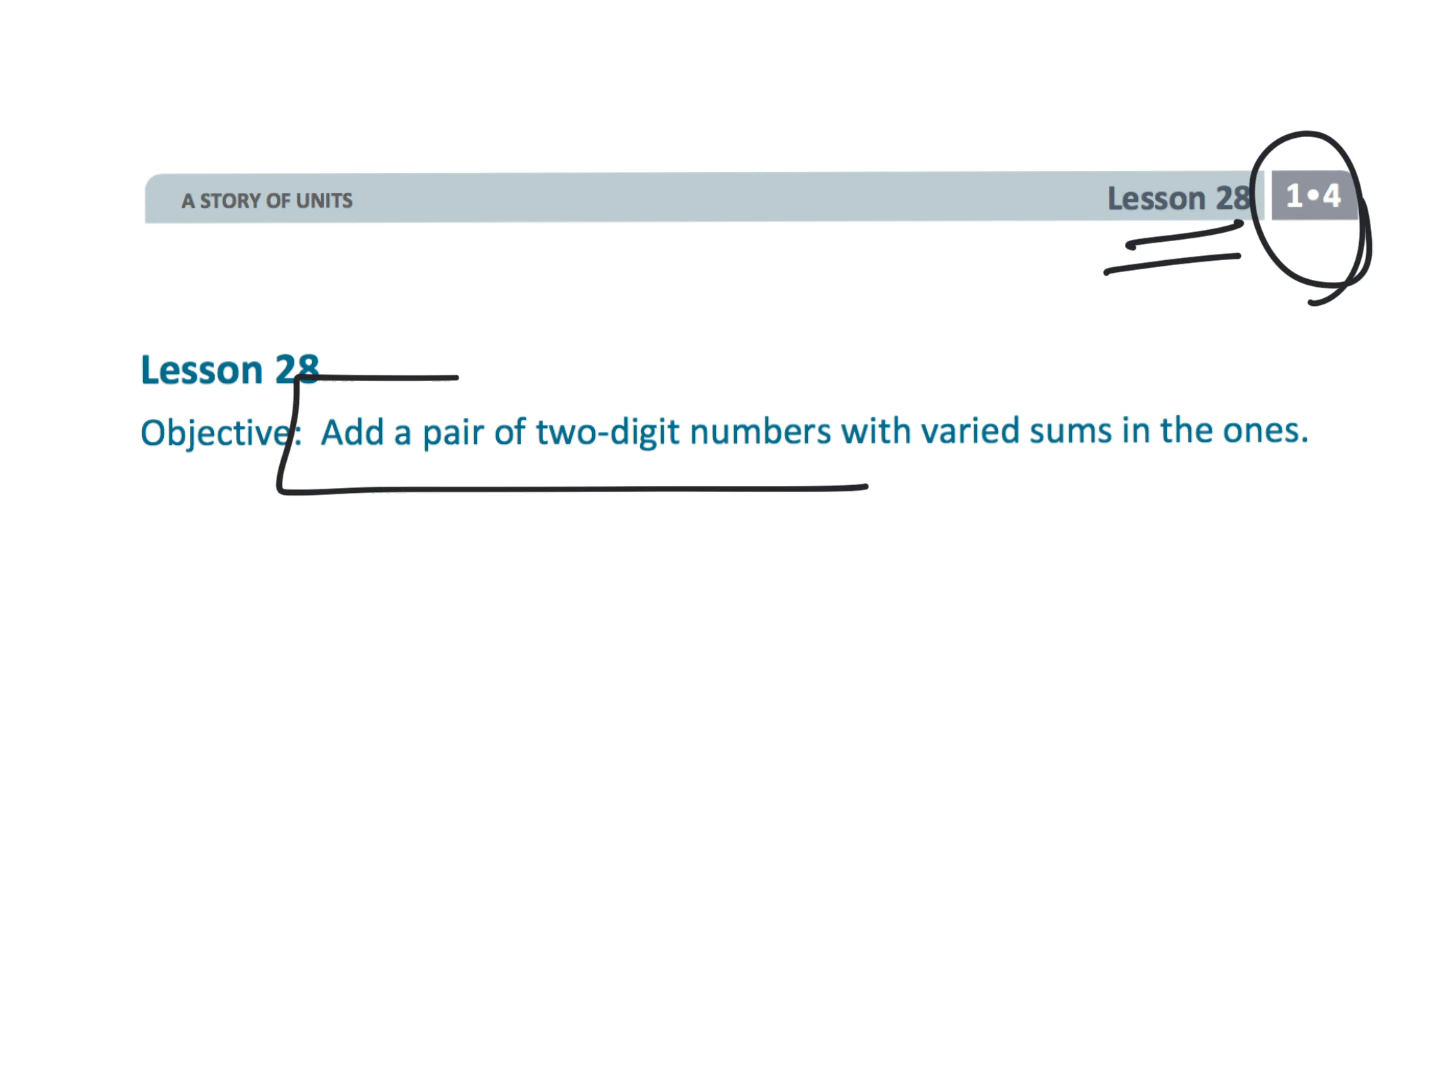 A STORY OF UNITS
Lesson 28
1•4
Lesson 28
Objective: Add a pair of two-digit numbers with varied sums in the ones.